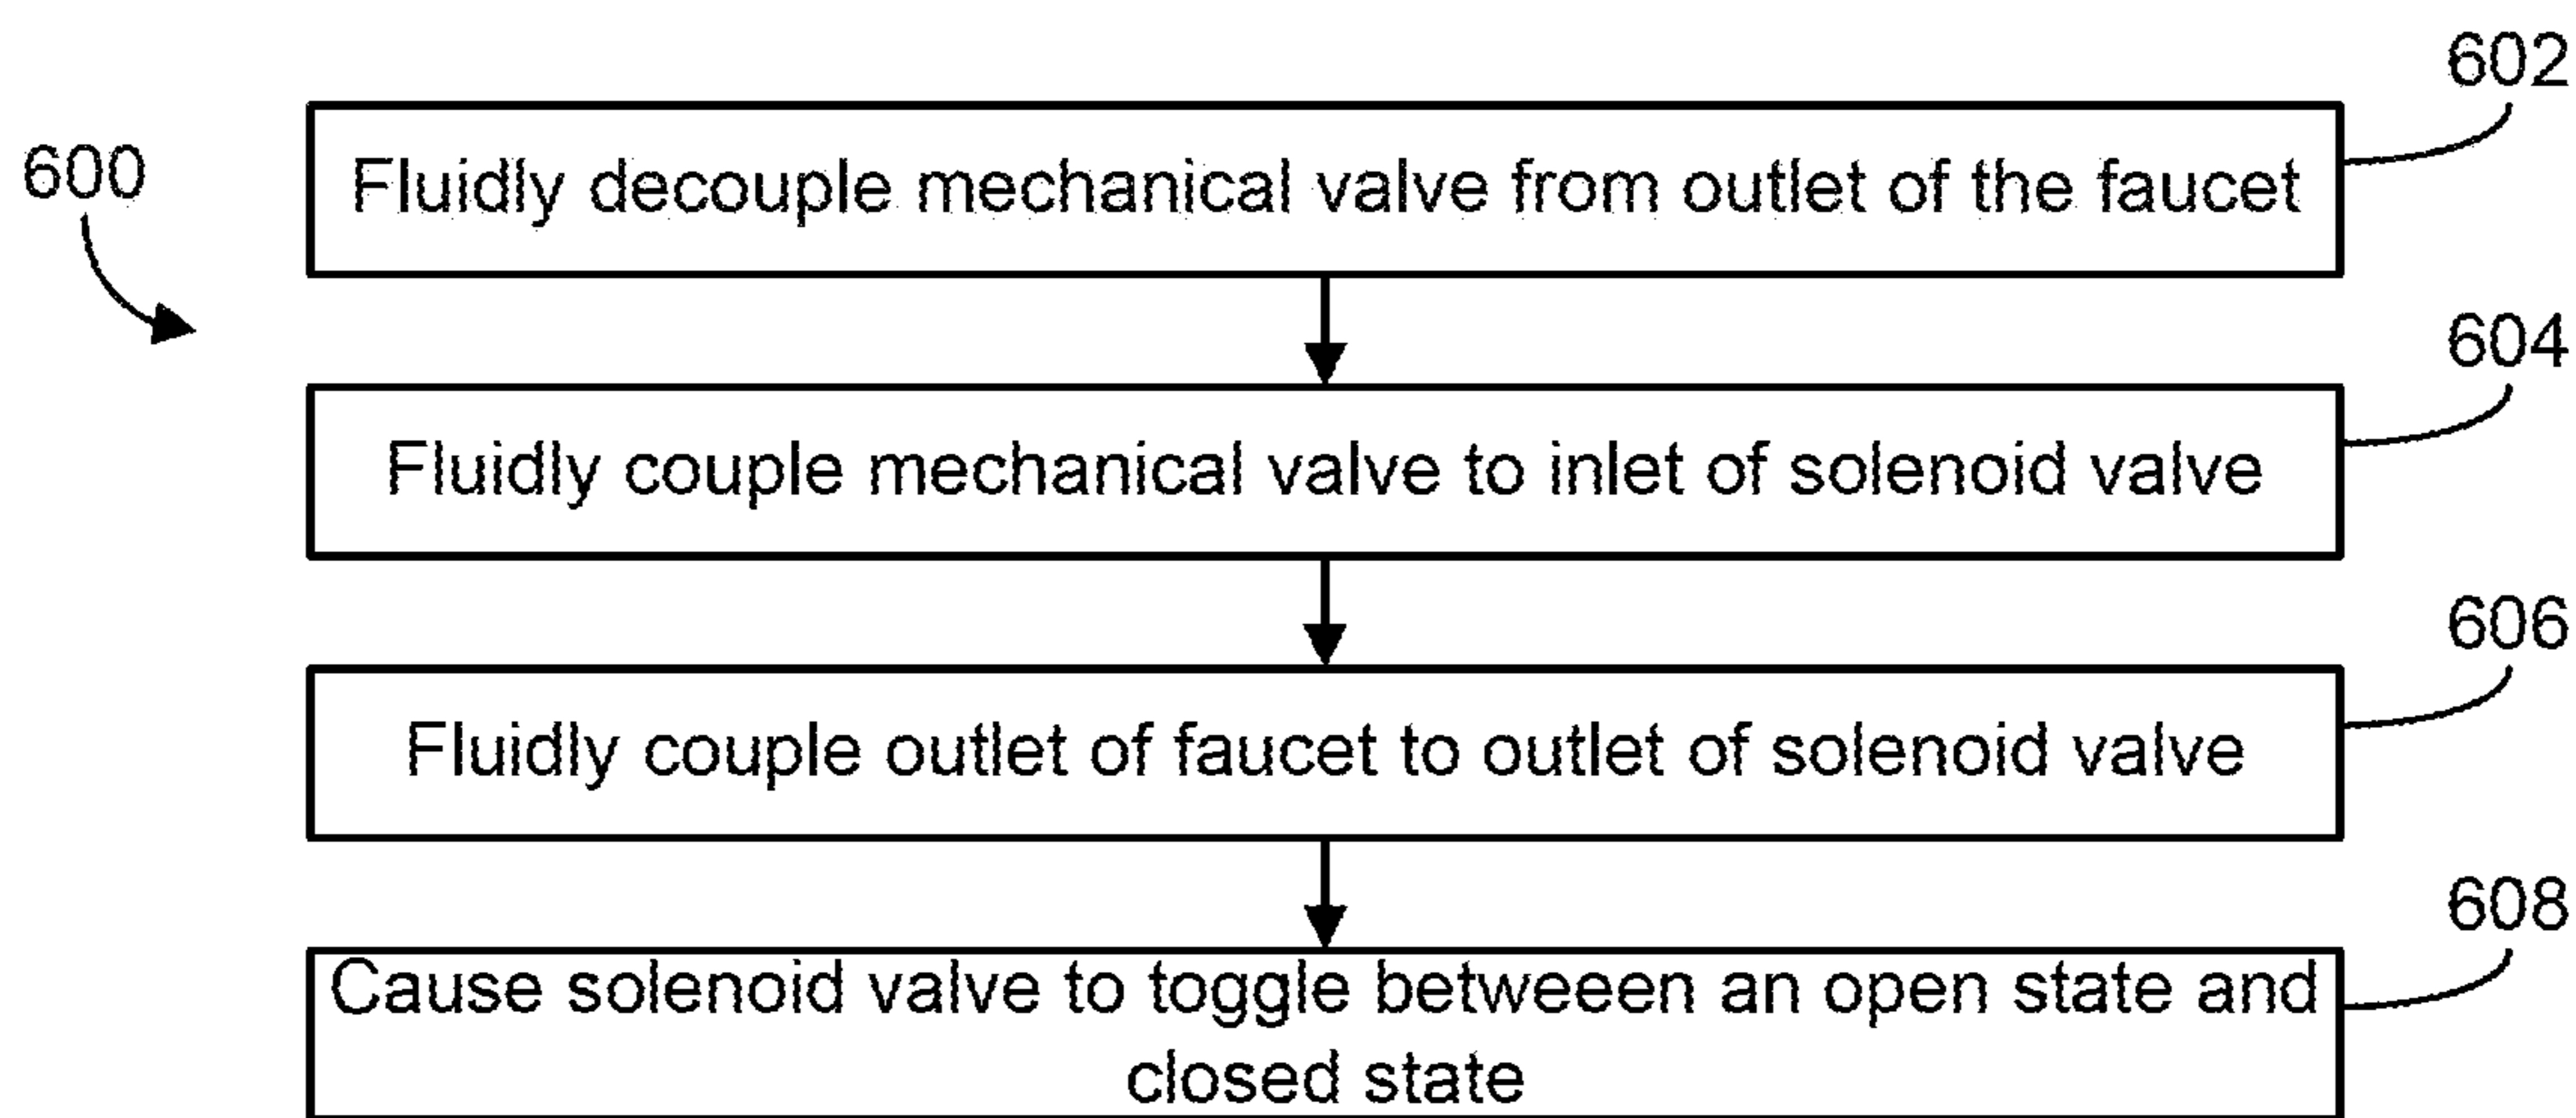 602
600
Fluidly decouple mechanical valve from outlet of the faucet
604
Fluidly couple mechanical valve to inlet of solenoid valve
606
Fluidly couple outlet of faucet to outlet of solenoid valve
608
Cause solenoid valve to toggle betweeen an open state and
closed state